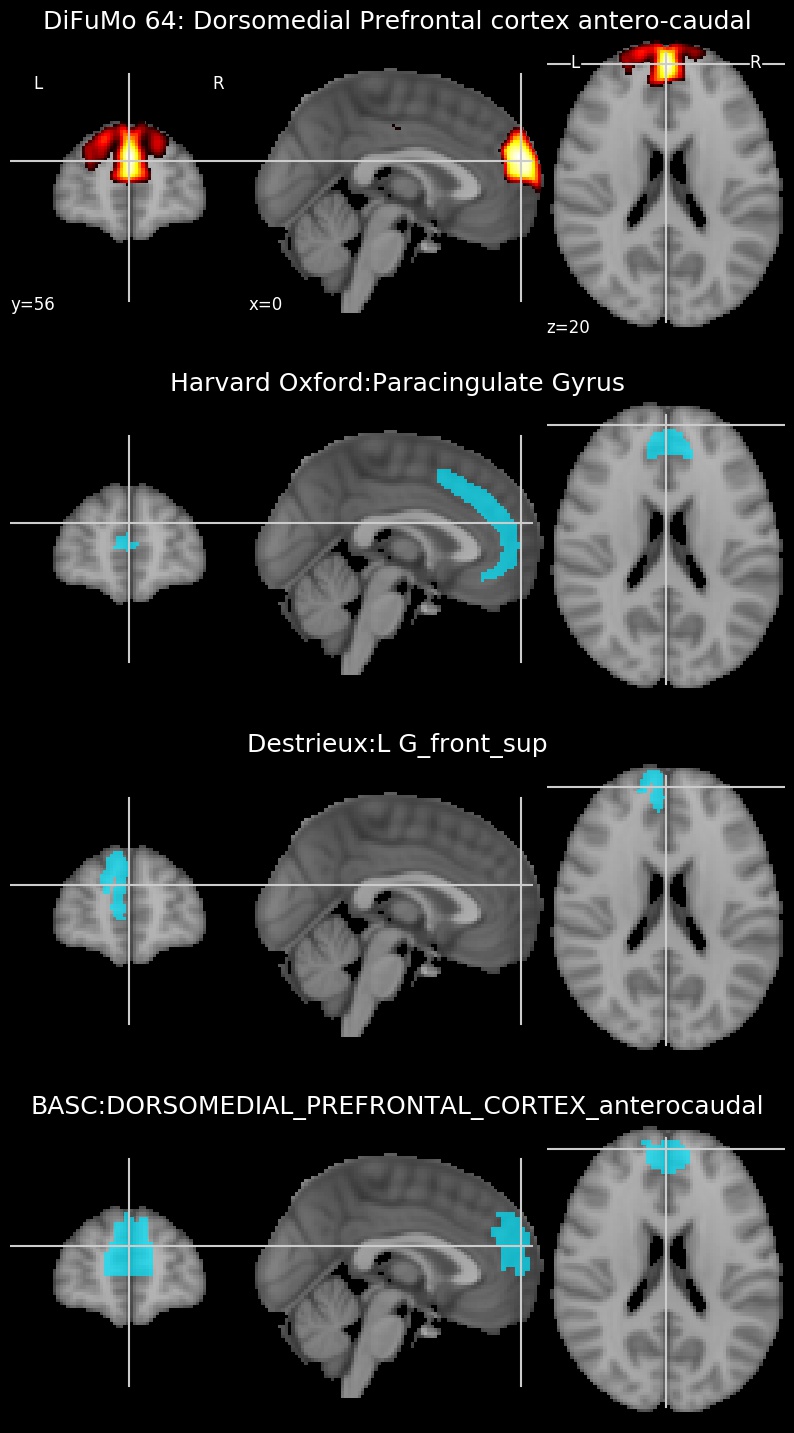 DiFuMo 64: Dorsomedial Prefrontal cortex antero-caudal
L R
L R
y=56 x=0 z=20
Harvard Oxford:Paracingulate Gyrus
Destrieux:L G_front_sup
BASC:DORSOMEDIAL_PREFRONTAL_CORTEX_anterocaudal